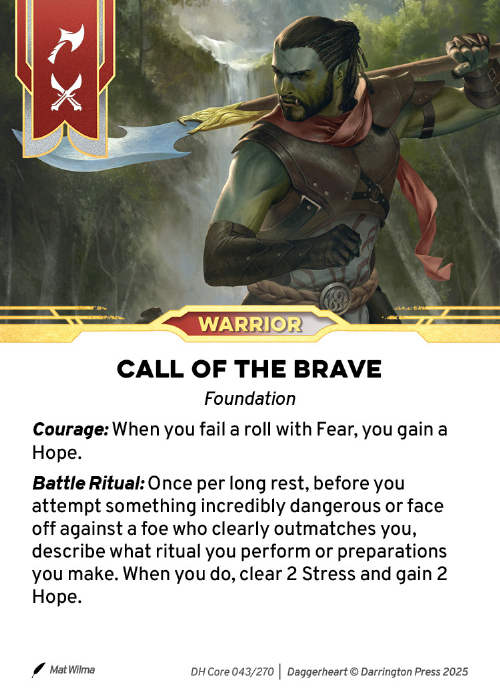 WARRIOR
CALL OF THE BRAVE
Foundation
Courage: When you fail a roll with Fear, you gain a
Hope.
Battle Ritual: Once per long rest, before you
attempt something incredibly dangerous or face
off against a foe who clearly outmatches you,
describe what ritual you perform or preparations
you make. When you do, clear 2 Stress and gain 2
Hope.
Mat Wilma
DH Core 043/270 | Daggerheart © Darrington Press 2025